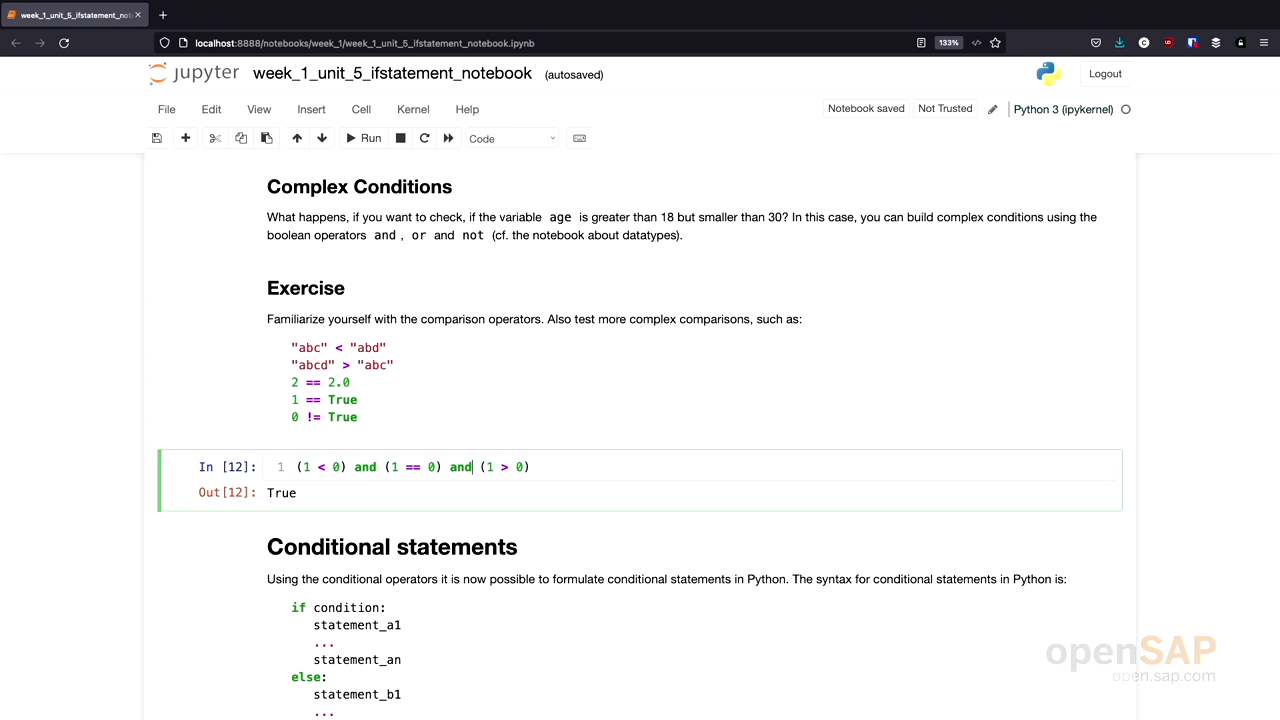 week_1_unit_5_ifstatement_not
localhost:8888/notebooks/week_1/week_1_unit_5_ifstatement_notebook.ipynb
133%
jupyter week_1_unit_5_ifstatement_notebook (autosaved)
Logout
File Edit View Insert Cell Kernel Help
Notebook saved Not Trusted Python 3 (ipykernel)
Run Code
Complex Conditions
What happens, if you want to check, if the variable age is greater than 18 but smaller than 30? In this case, you can build complex conditions using the
boolean operators and , or and not (cf. the notebook about datatypes).
Exercise
Familiarize yourself with the comparison operators. Also test more complex comparisons, such as:
"abc" < "abd"
"abcd" > "abc"
2 == 2.0
1 == True
0 != True
In [12]: 1 (1 < 0) and (1 == 0) and (1 > 0)
Out[12]: True
Conditional statements
Using the conditional operators it is now possible to formulate conditional statements in Python. The syntax for conditional statements in Python is:
if condition:
statement_a1
...
statement_an
else:
statement_b1
...
openSAP
open.sap.com